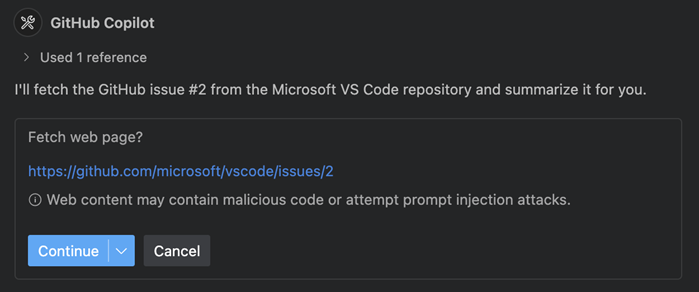 GitHub Copilot
Used 1 reference
I'll fetch the GitHub issue #2 from the Microsoft VS Code repository and summarize it for you.
Fetch web page?
https://github.com/microsoft/vscode/issues/2
Web content may contain malicious code or attempt prompt injection attacks.
Continue
Cancel